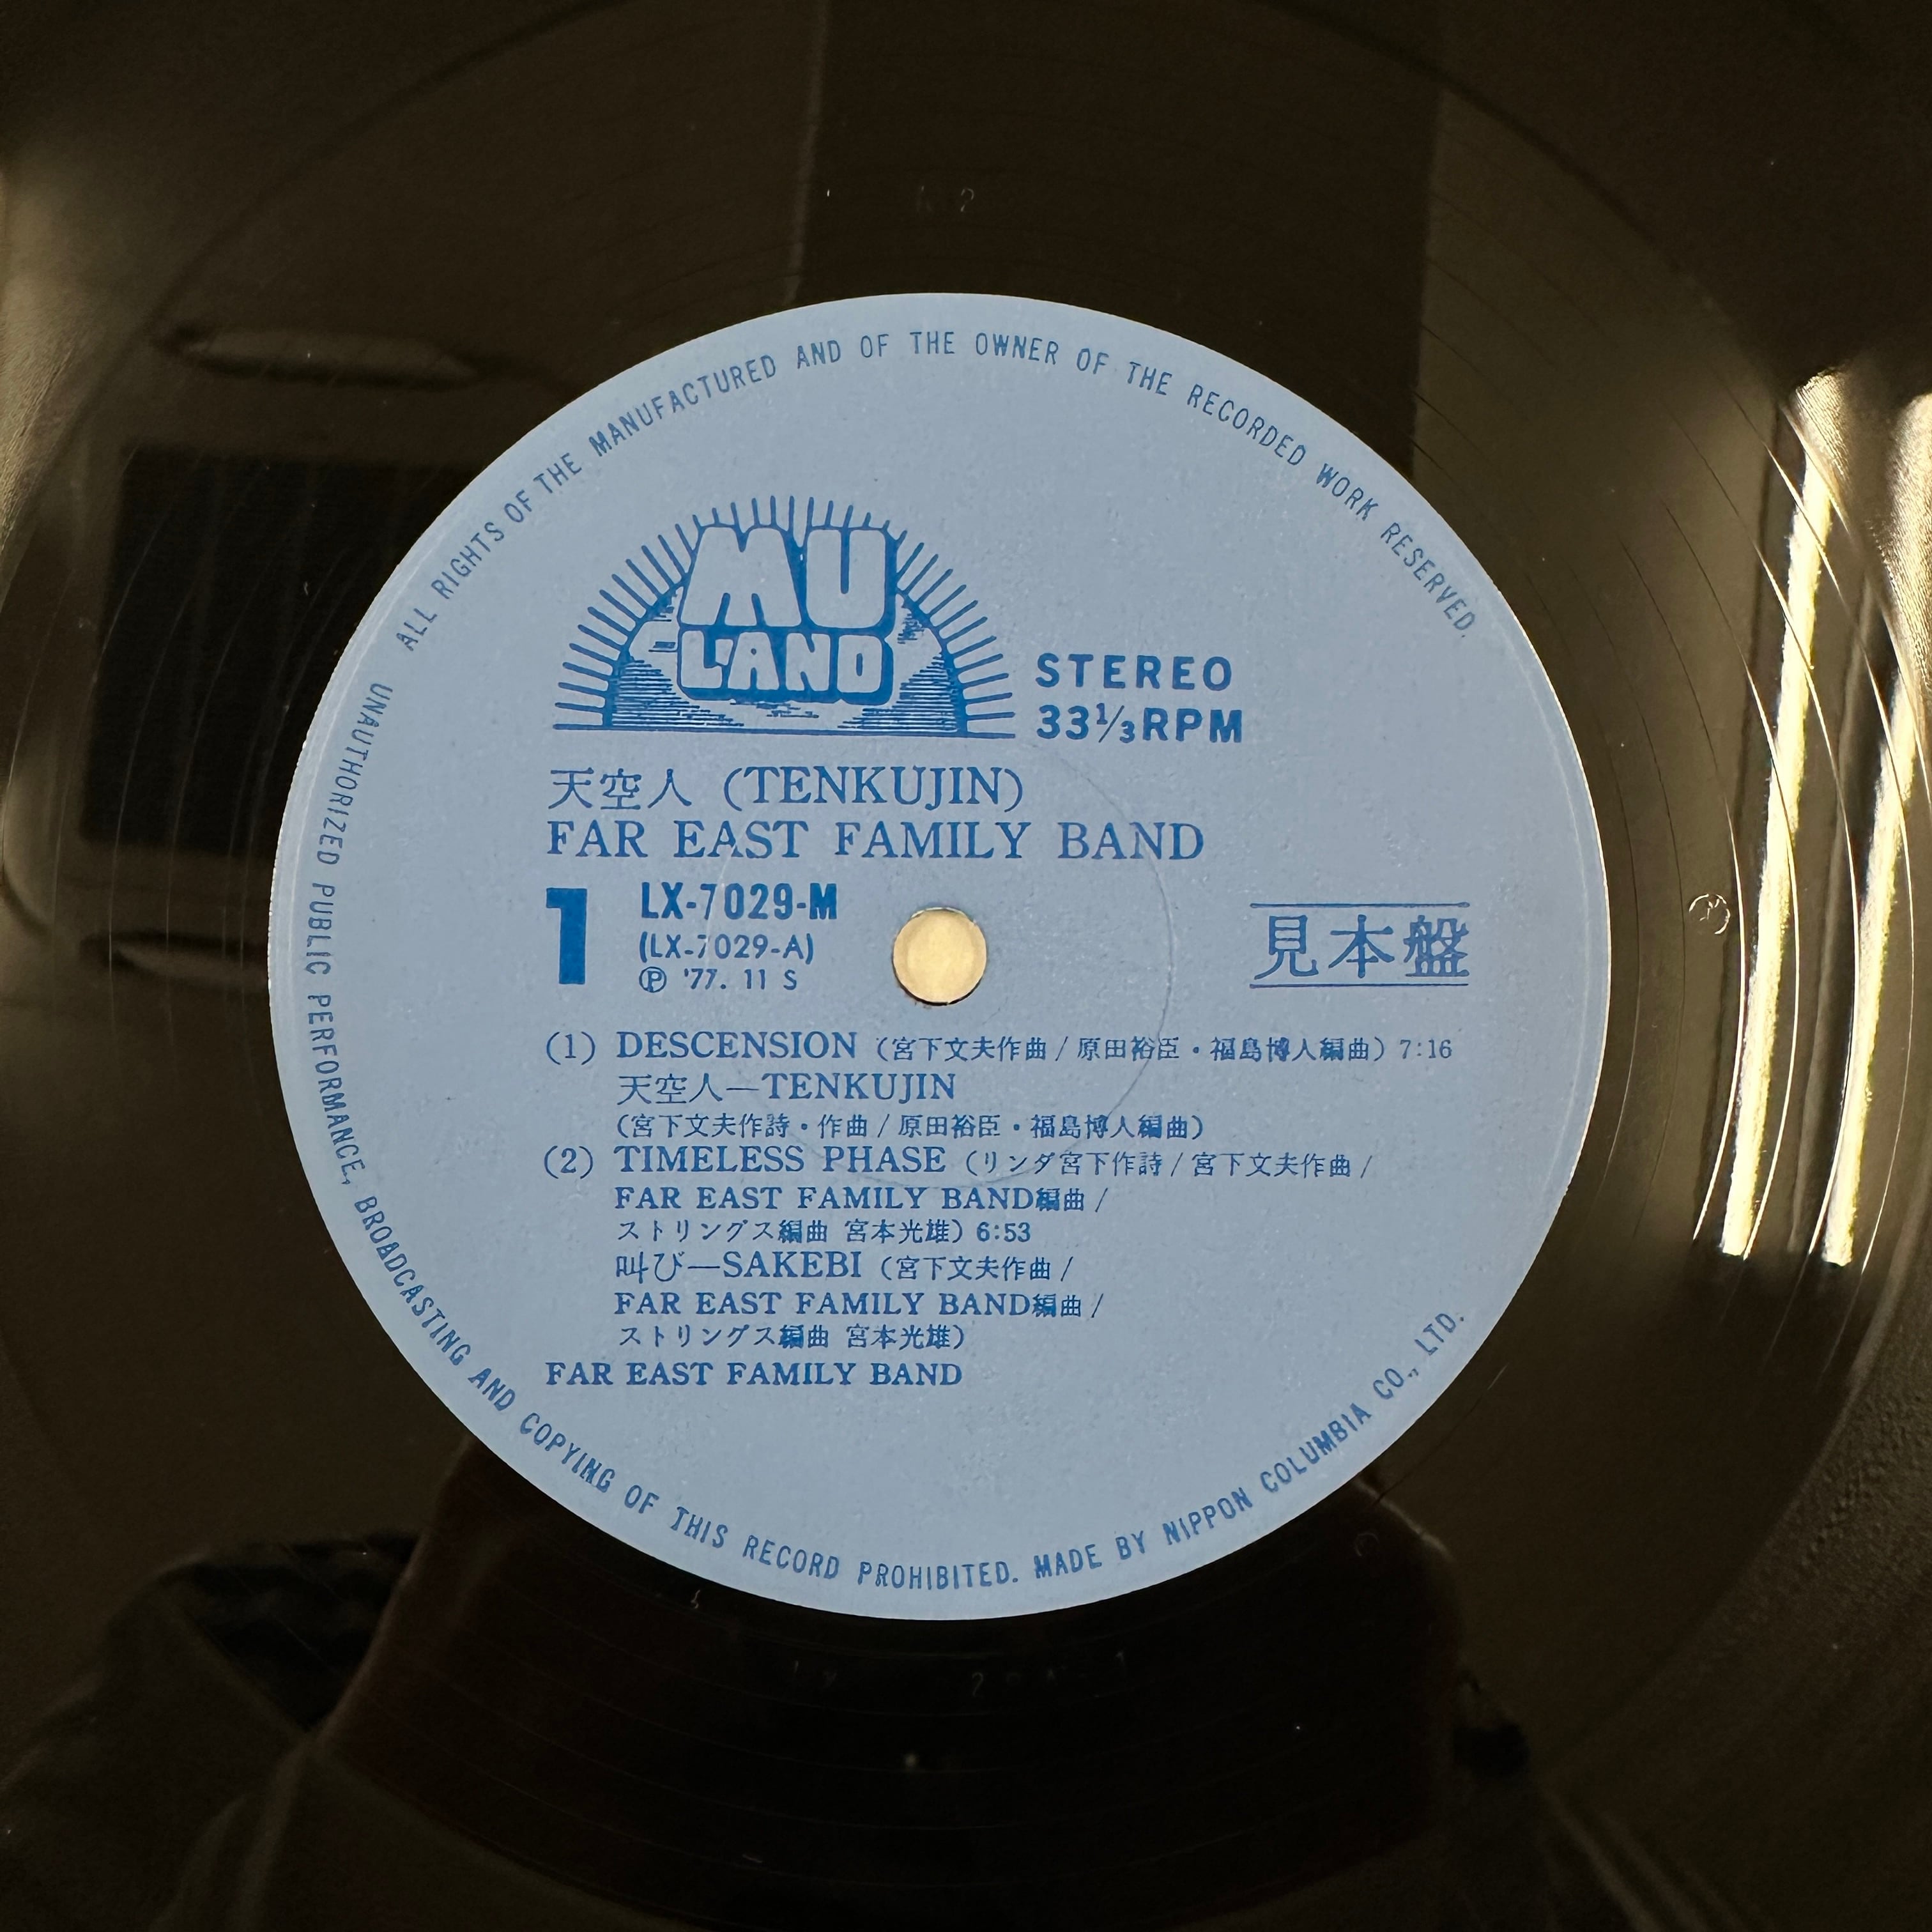 ALL RIGHTS OF THE MANUFACTURED AND OF THE OWNER OF THE RECORDED WORK RESERVED.
UNAUTHORIZED PUBLIC PERFORMANCE, BROADCASTING AND COPYING OF THIS RECORD PROHIBITED. MADE BY NIPPON COLUMBIA CO., LTD.
MU
LAND
STEREO
33⅓RPM
天空人 (TENKUJIN)
FAR EAST FAMILY BAND
1
LX-7029-M
(LX-7029-A)
Ⓟ '77. 11 S
見本盤
(1) DESCENSION (宮下文夫作曲 / 原田裕臣・福島博人編曲) 7:16
天空人—TENKUJIN
(宮下文夫作詩・作曲 / 原田裕臣・福島博人編曲)
(2) TIMELESS PHASE (リンダ宮下作詩 / 宮下文夫作曲 /
FAR EAST FAMILY BAND編曲 /
ストリングス編曲 宮本光雄) 6:53
叫び—SAKEBI (宮下文夫作曲 /
FAR EAST FAMILY BAND編曲 /
ストリングス編曲 宮本光雄)
FAR EAST FAMILY BAND